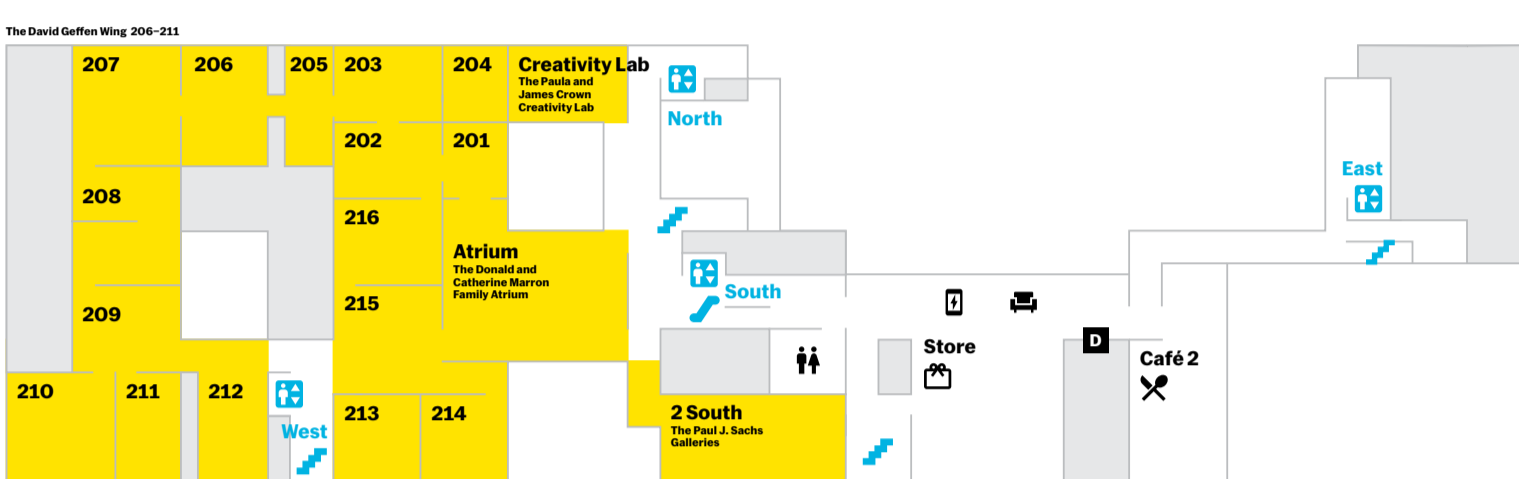 The David Geffen Wing 206–211
207
206
205
203
204
Creativity Lab
The Paula and
James Crown
Creativity Lab
North
202
201
East
208
216
Atrium
The Donald and
Catherine Marron
Family Atrium
South
209
215
Store
D
Café 2
210
211
212
West
213
214
2 South
The Paul J. Sachs
Galleries